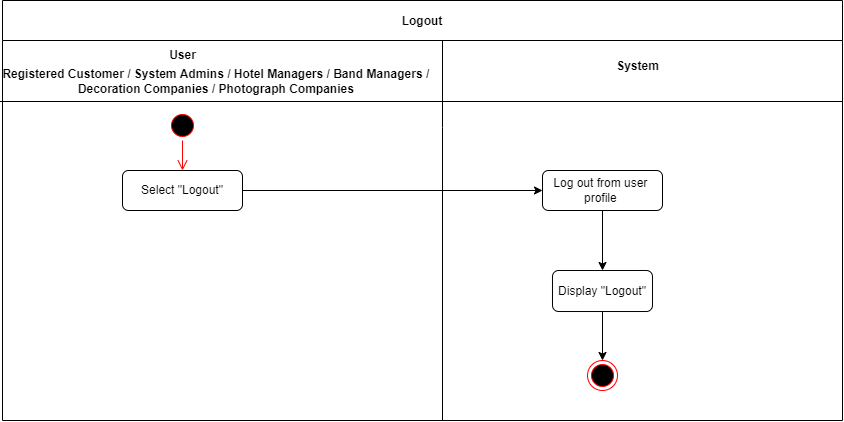 Logout
User
Registered Customer / System Admins / Hotel Managers / Band Managers /
Decoration Companies / Photograph Companies
System
Select "Logout"
Log out from user
profile
Display "Logout"